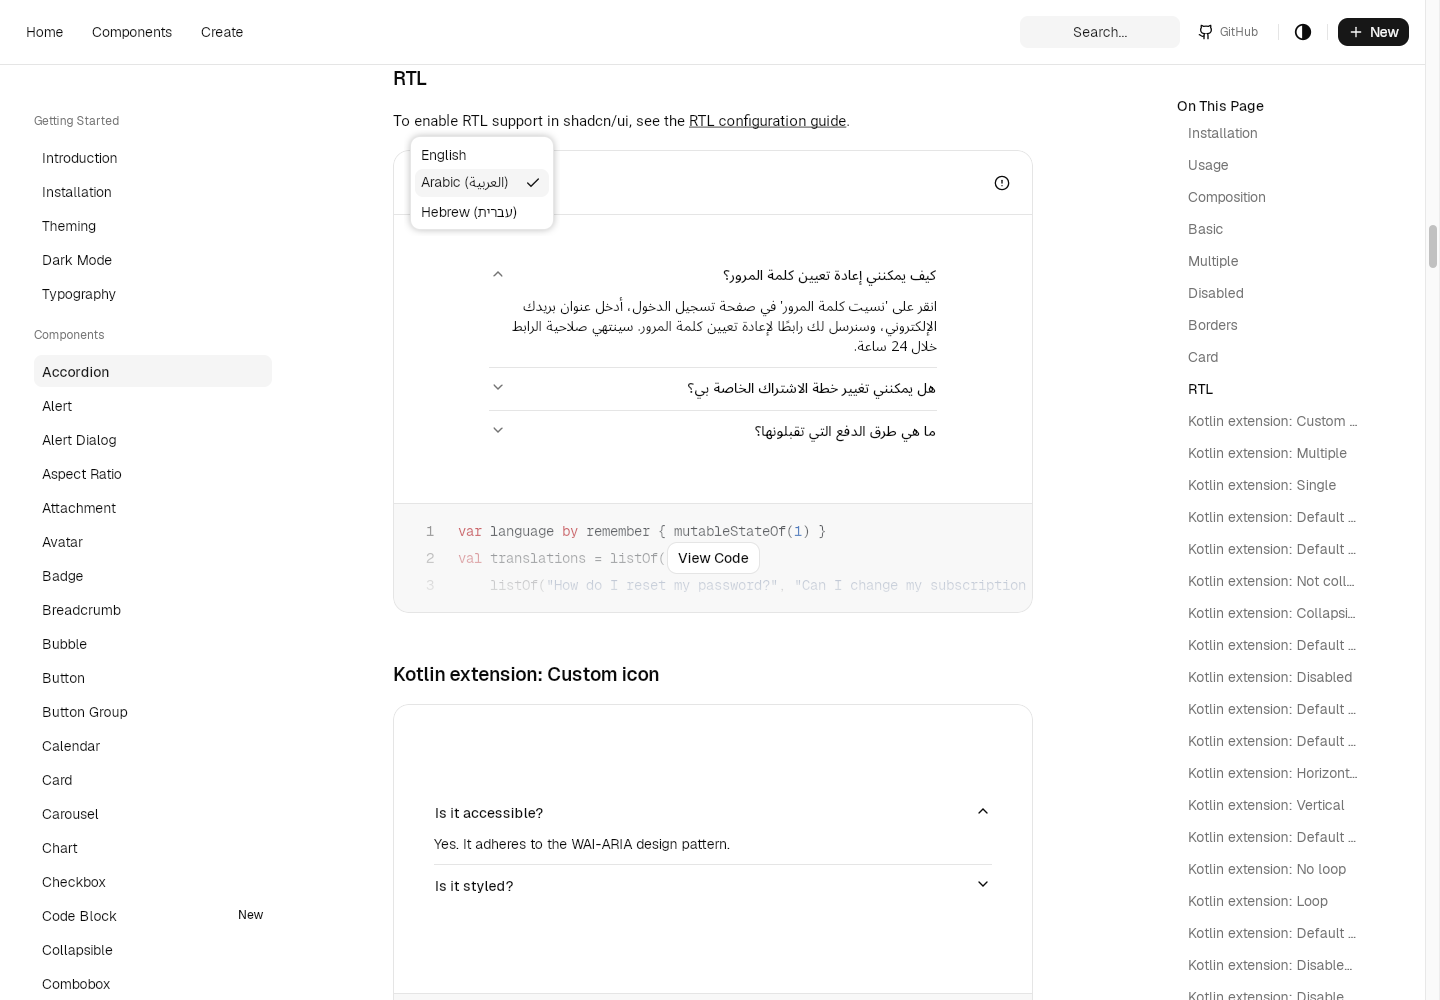 Home
Components
Create
Search...
GitHub
New
Getting Started
Introduction
Installation
Theming
Dark Mode
Typography
Components
Accordion
Alert
Alert Dialog
Aspect Ratio
Attachment
Avatar
Badge
Breadcrumb
Bubble
Button
Button Group
Calendar
Card
Carousel
Chart
Checkbox
Code Block
New
Collapsible
Combobox
RTL
To enable RTL support in shadcn/ui, see the RTL configuration guide.
English
Arabic (العربية)
Hebrew (עברית)
كيف يمكنني إعادة تعيين كلمة المرور؟
انقر على 'نسيت كلمة المرور' في صفحة تسجيل الدخول، أدخل عنوان بريدك
الإلكتروني، وسنرسل لك رابطًا لإعادة تعيين كلمة المرور. سينتهي صلاحية الرابط
خلال 24 ساعة.
هل يمكنني تغيير خطة الاشتراك الخاصة بي؟
ما هي طرق الدفع التي تقبلونها؟
1 var language by remember { mutableStateOf(1) }
2 val translations = listOf(
View Code
3 listOf("How do I reset my password?", "Can I change my subscription
Kotlin extension: Custom icon
Is it accessible?
Yes. It adheres to the WAI-ARIA design pattern.
Is it styled?
On This Page
Installation
Usage
Composition
Basic
Multiple
Disabled
Borders
Card
RTL
Kotlin extension: Custom ...
Kotlin extension: Multiple
Kotlin extension: Single
Kotlin extension: Default ...
Kotlin extension: Default ...
Kotlin extension: Not coll...
Kotlin extension: Collapsi...
Kotlin extension: Default ...
Kotlin extension: Disabled
Kotlin extension: Default ...
Kotlin extension: Default ...
Kotlin extension: Horizont...
Kotlin extension: Vertical
Kotlin extension: Default ...
Kotlin extension: No loop
Kotlin extension: Loop
Kotlin extension: Default ...
Kotlin extension: Disable...
Kotlin extension: Disable